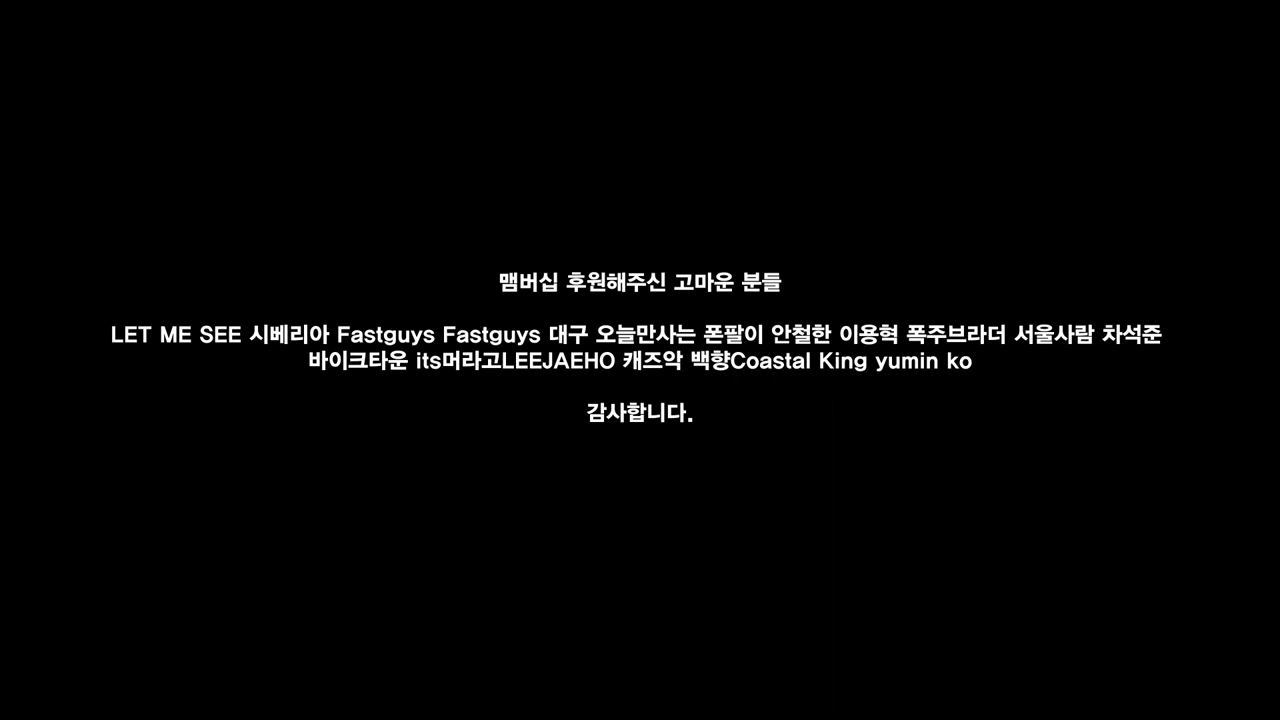 맴버십 후원해주신 고마운 분들
LET ME SEE 시베리아 Fastguys Fastguys 대구 오늘만사는 폰팔이 안철한 이용혁 폭주브라더 서울사람 차석준
바이크타운 its머라고LEEJAEHO 캐즈악 백향Coastal King yumin ko
감사합니다.